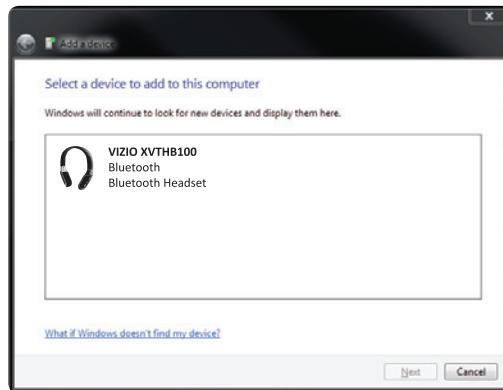 Add a device
Select a device to add to this computer
Windows will continue to look for new devices and display them here.
VIZIO XVTHB100
Bluetooth
Bluetooth Headset
What if Windows doesn't find my device?
Next
Cancel